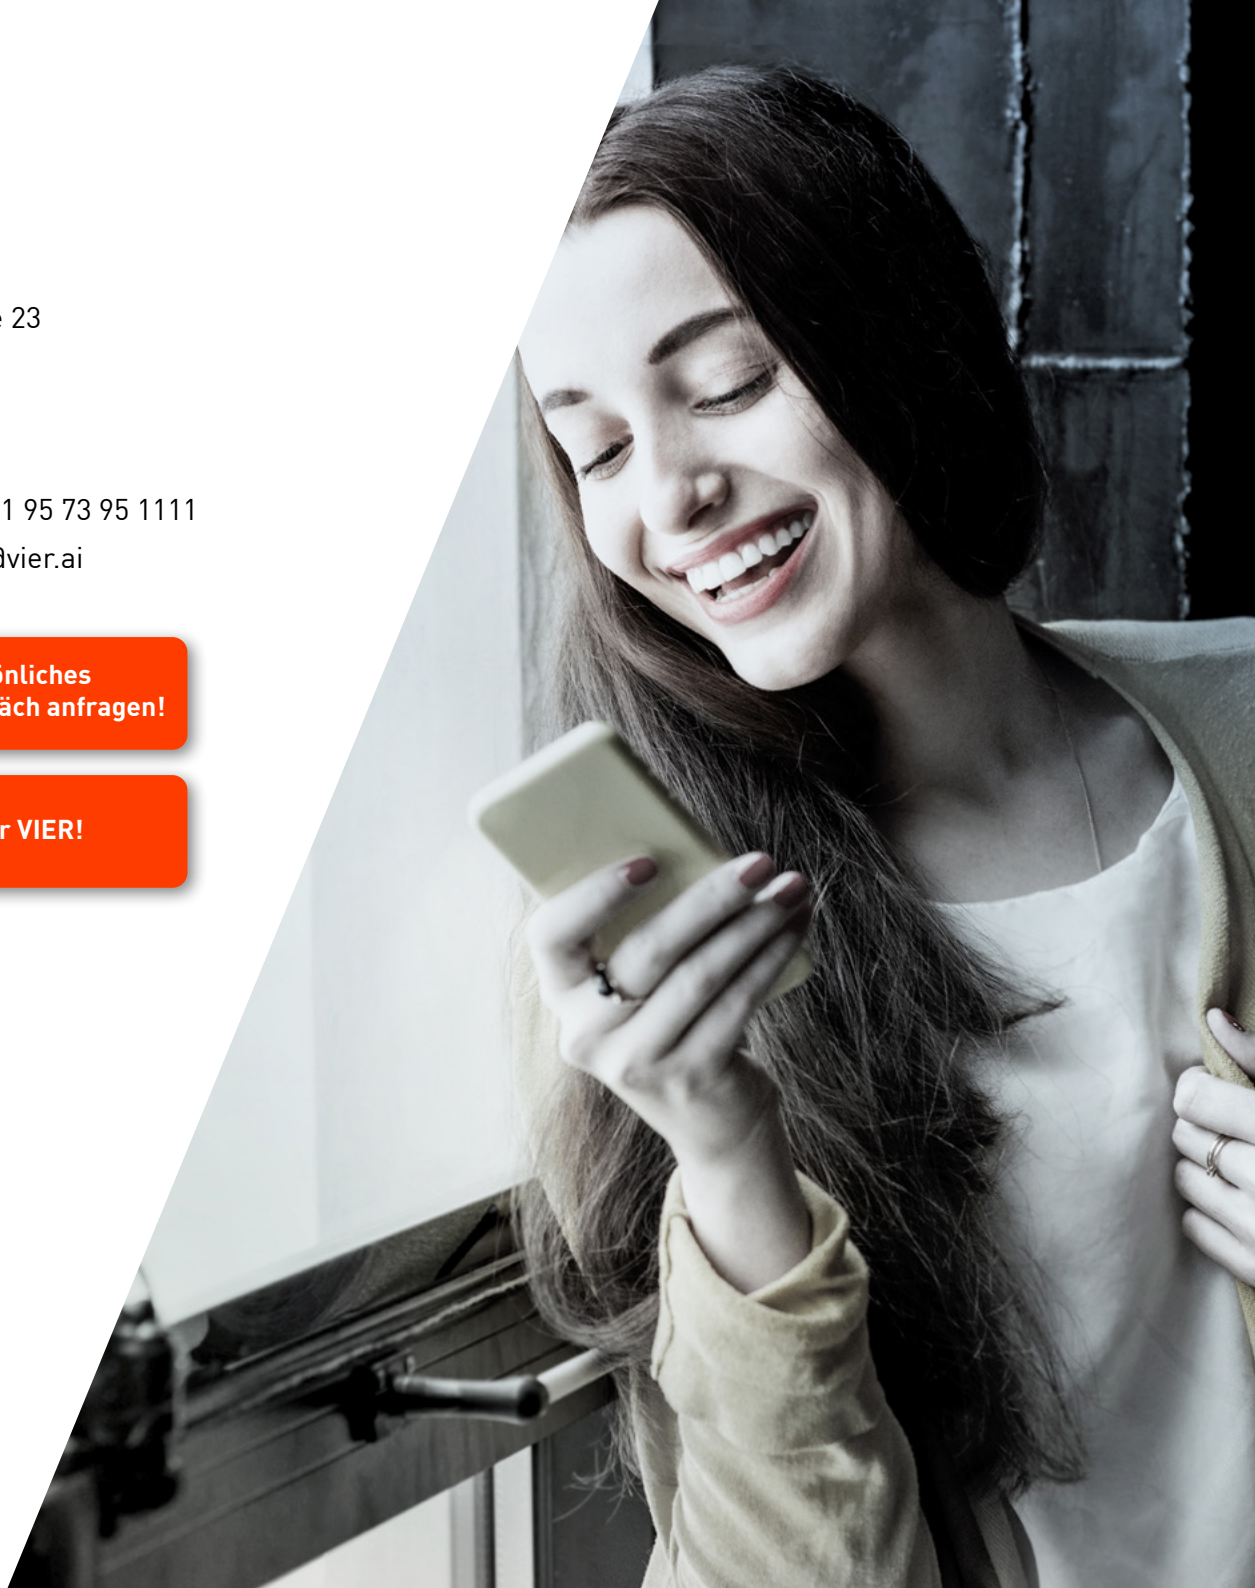 23
1 95 73 95 1111
@vier.ai
önliches
äch anfragen!
r VIER!